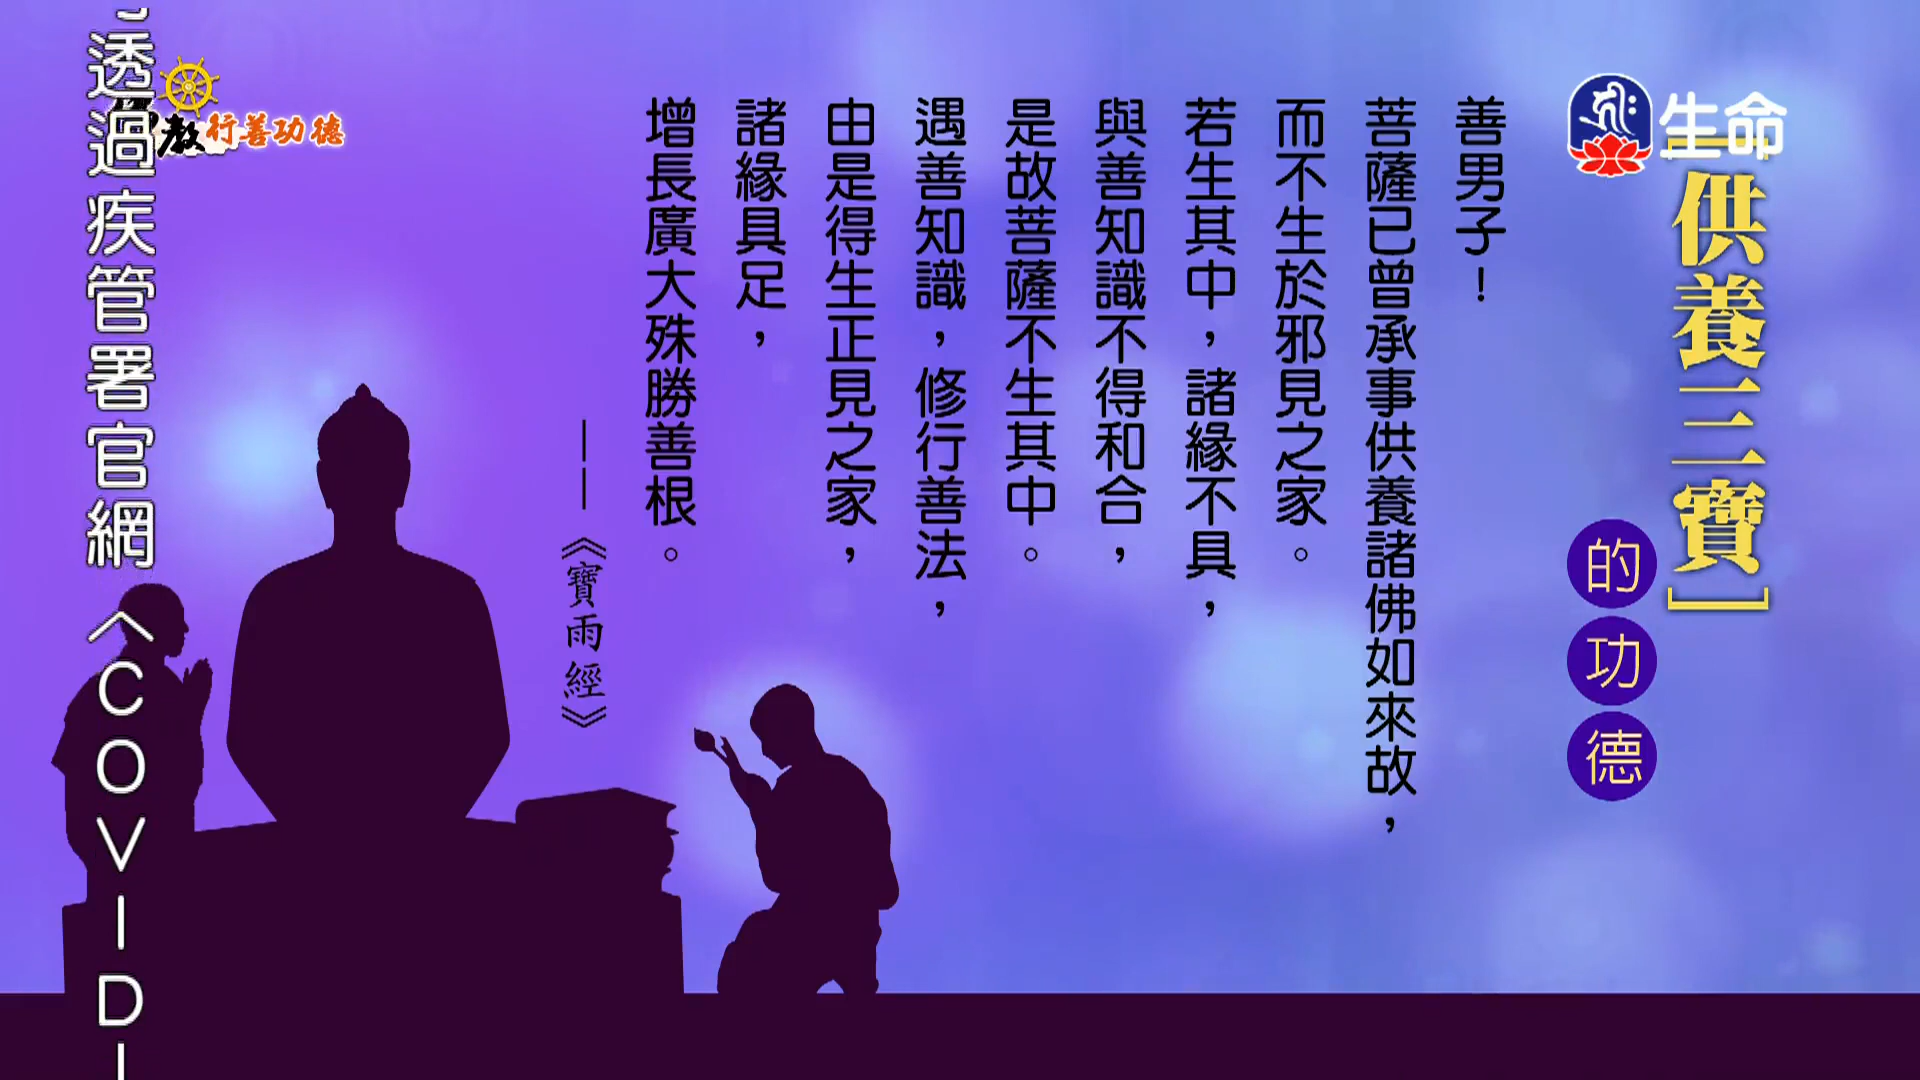 生命
供養三寶］
的功德
善男子！
菩薩已曾承事供養諸佛如來故，
而不生於邪見之家。
若生其中，諸緣不具，
與善知識不得和合，
是故菩薩不生其中。
遇善知識，修行善法，
由是得生正見之家，
諸緣具足，
增長廣大殊勝善根。
——《寶雨經》
教行善功德
透過疾管署官網〈COVID